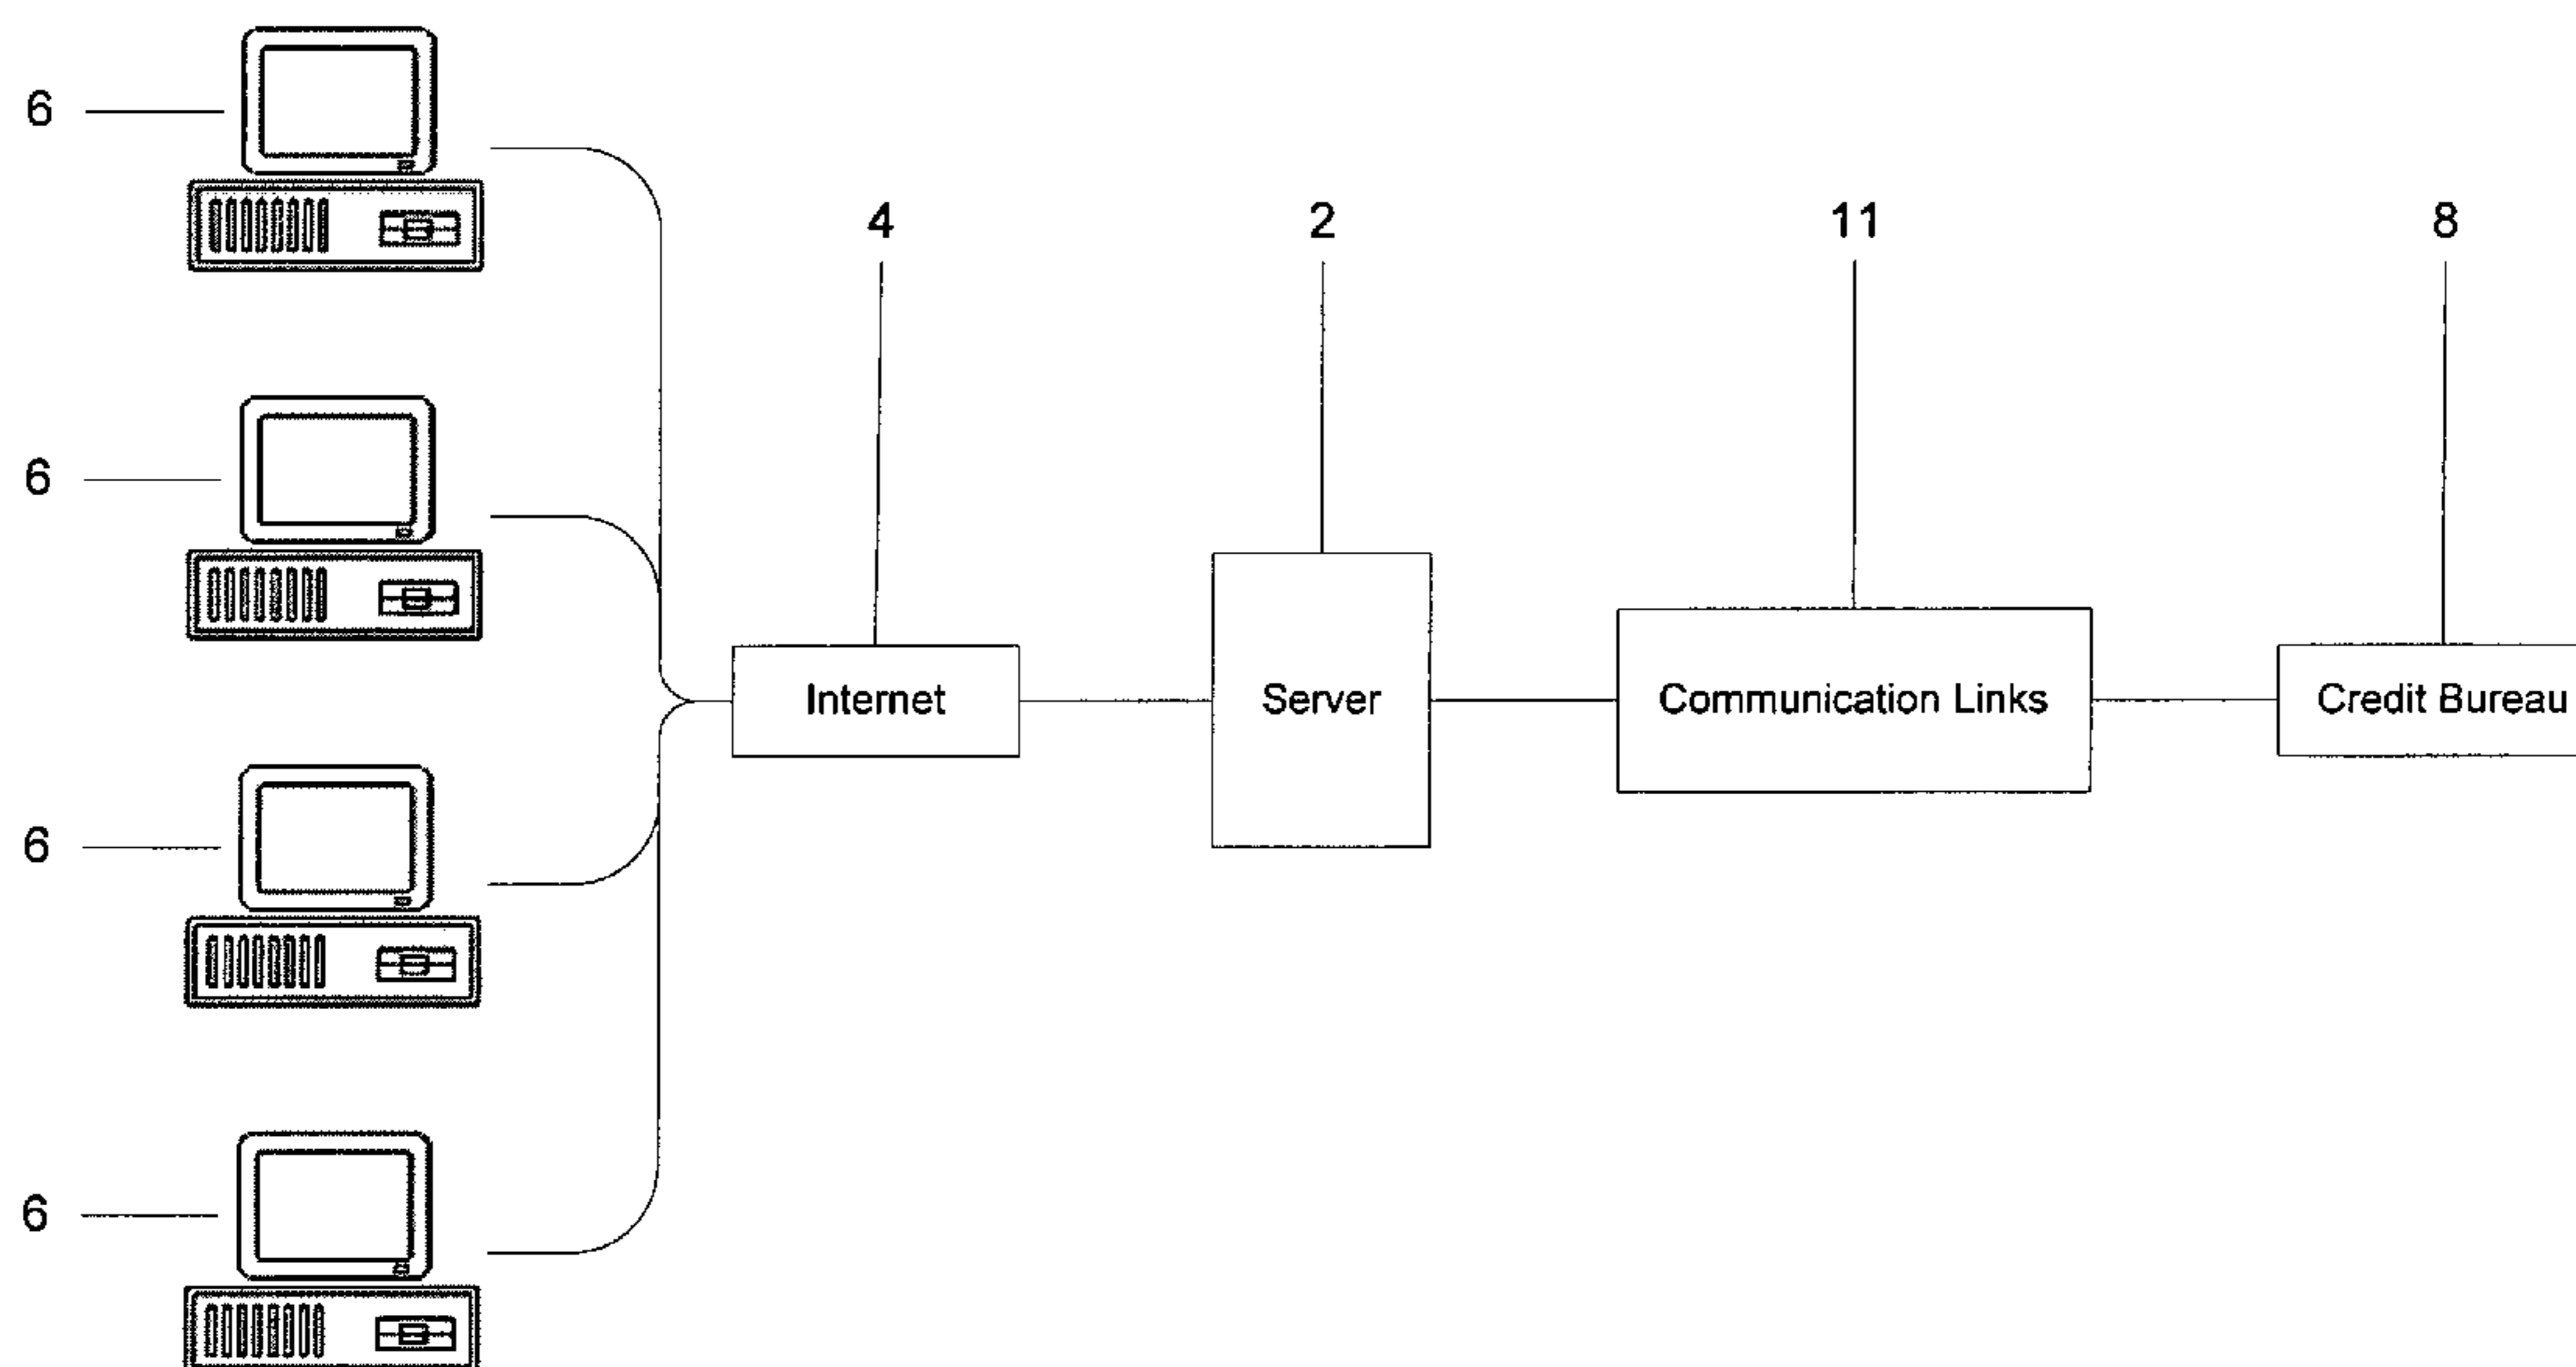 6
4
2
11
8
6
Internet
Server
Communication Links
Credit Bureau
6
6